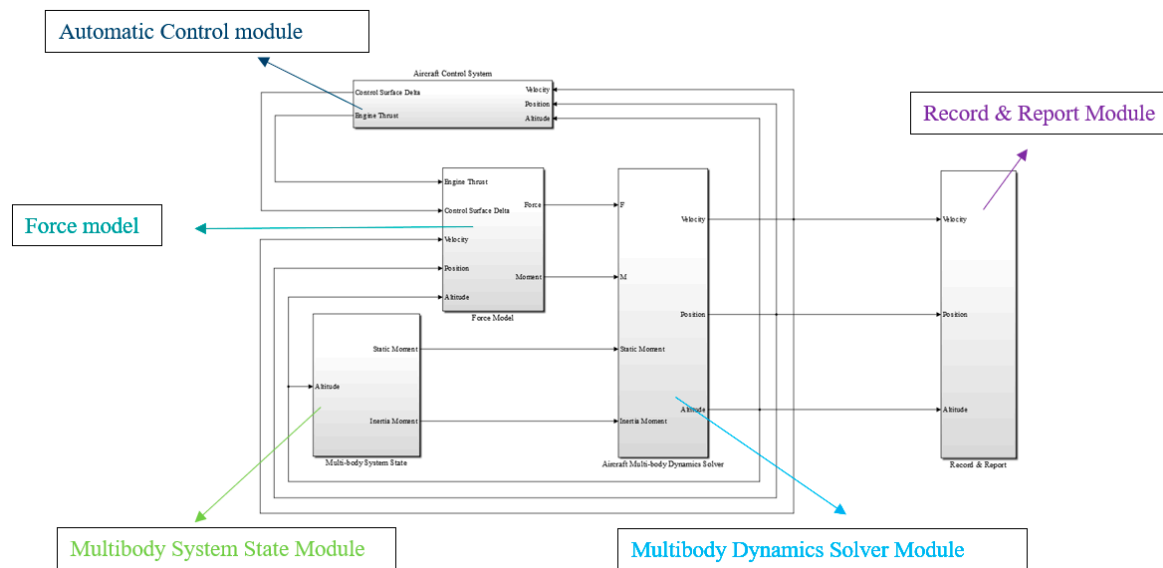 Automatic Control module
Aircraft Control System
Control Surface Delta
Engine Thrust
Velocity
Position
Altitude
Record & Report Module
Force model
Engine Thrust
Control Surface Delta
Velocity
Position
Altitude
Force
Moment
Force Model
F
M
Static Moment
Inertia Moment
Velocity
Position
Altitude
Aircraft Multi-body Dynamics Solver
Velocity
Position
Altitude
Record & Report
Altitude
Static Moment
Inertia Moment
Multi-body System State
Multibody System State Module
Multibody Dynamics Solver Module